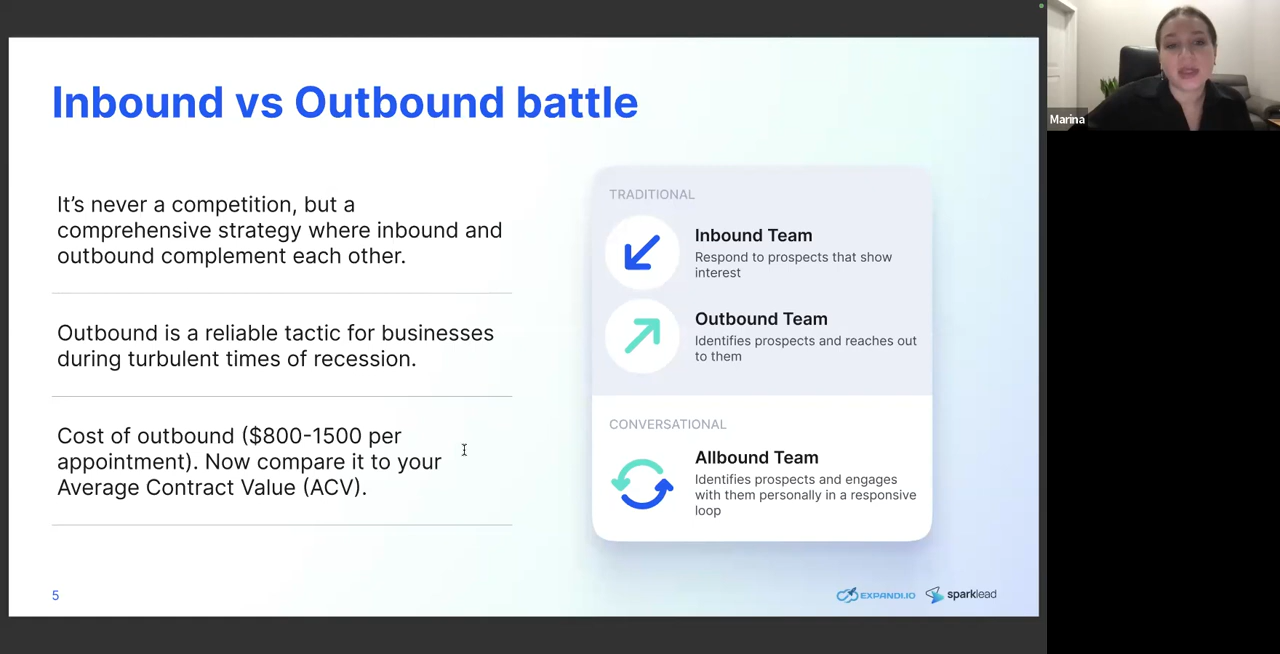 Inbound vs Outbound battle
It’s never a competition, but a
comprehensive strategy where inbound and
outbound complement each other.
Outbound is a reliable tactic for businesses
during turbulent times of recession.
Cost of outbound ($800-1500 per
appointment). Now compare it to your
Average Contract Value (ACV).
TRADITIONAL
Inbound Team
Respond to prospects that show
interest
Outbound Team
Identifies prospects and reaches out
to them
CONVERSATIONAL
Allbound Team
Identifies prospects and engages
with them personally in a responsive
loop
5
EXPANDI.IO
sparklead
Marina